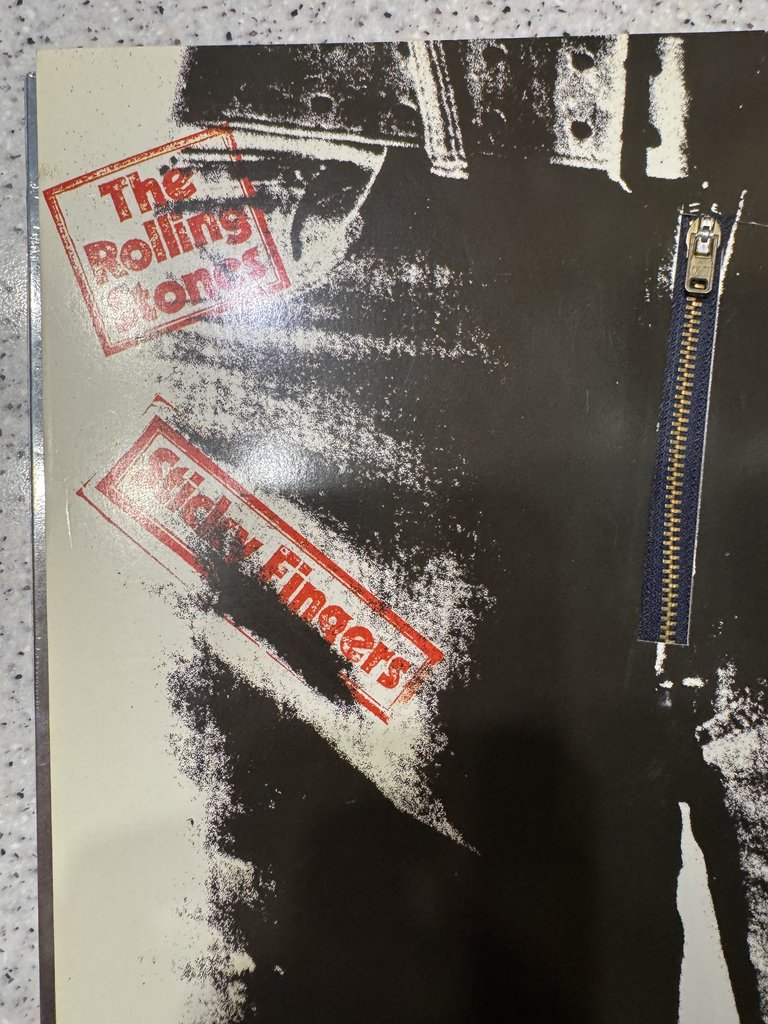 The
Rolling
Stones
Sticky Fingers